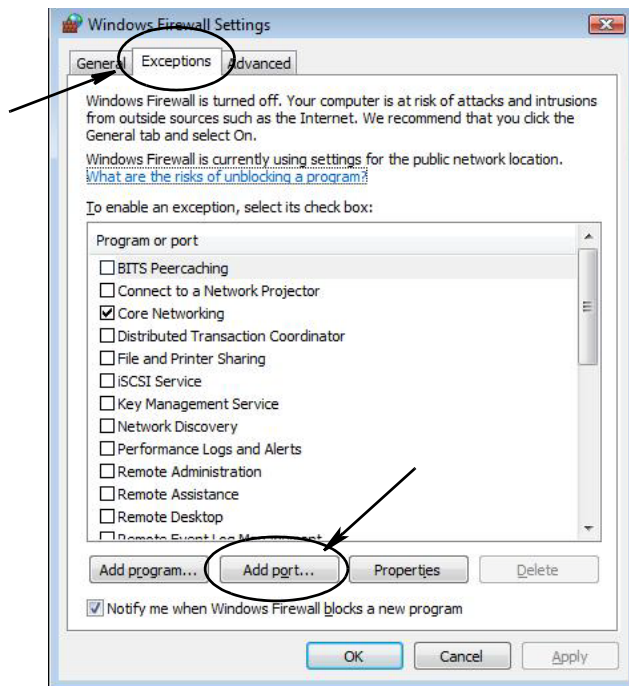 Windows Firewall Settings
General Exceptions Advanced
Windows Firewall is turned off. Your computer is at risk of attacks and intrusions
from outside sources such as the Internet. We recommend that you click the
General tab and select On.
Windows Firewall is currently using settings for the public network location.
What are the risks of unblocking a program?
To enable an exception, select its check box:
Program or port
BITS Peercaching
Connect to a Network Projector
Core Networking
Distributed Transaction Coordinator
File and Printer Sharing
iSCSI Service
Key Management Service
Network Discovery
Performance Logs and Alerts
Remote Administration
Remote Assistance
Remote Desktop
Remote Event Log Management
Add program... Add port... Properties Delete
Notify me when Windows Firewall blocks a new program
OK Cancel Apply